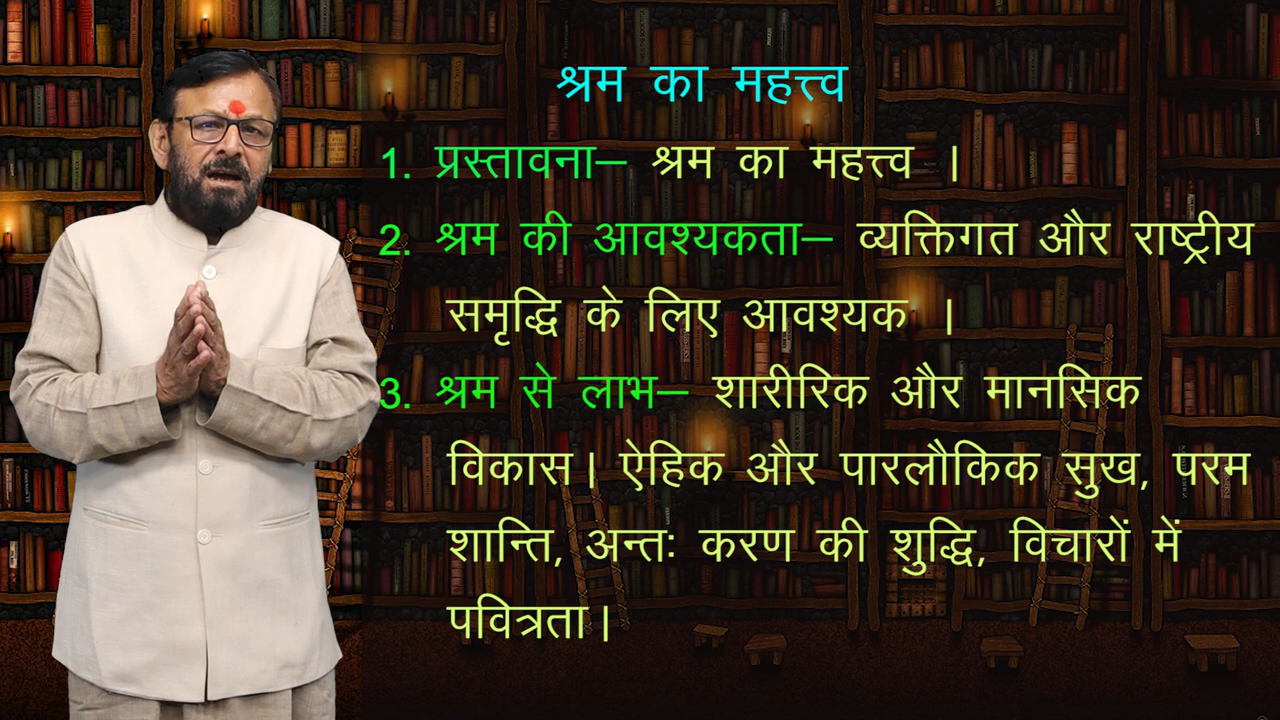 श्रम का महत्त्व
1. प्रस्तावना– श्रम का महत्त्व ।
2. श्रम की आवश्यकता– व्यक्तिगत और राष्ट्रीय
समृद्धि के लिए आवश्यक ।
3. श्रम से लाभ– शारीरिक और मानसिक
विकास। ऐहिक और पारलौकिक सुख, परम
शान्ति, अन्तः करण की शुद्धि, विचारों में
पवित्रता।